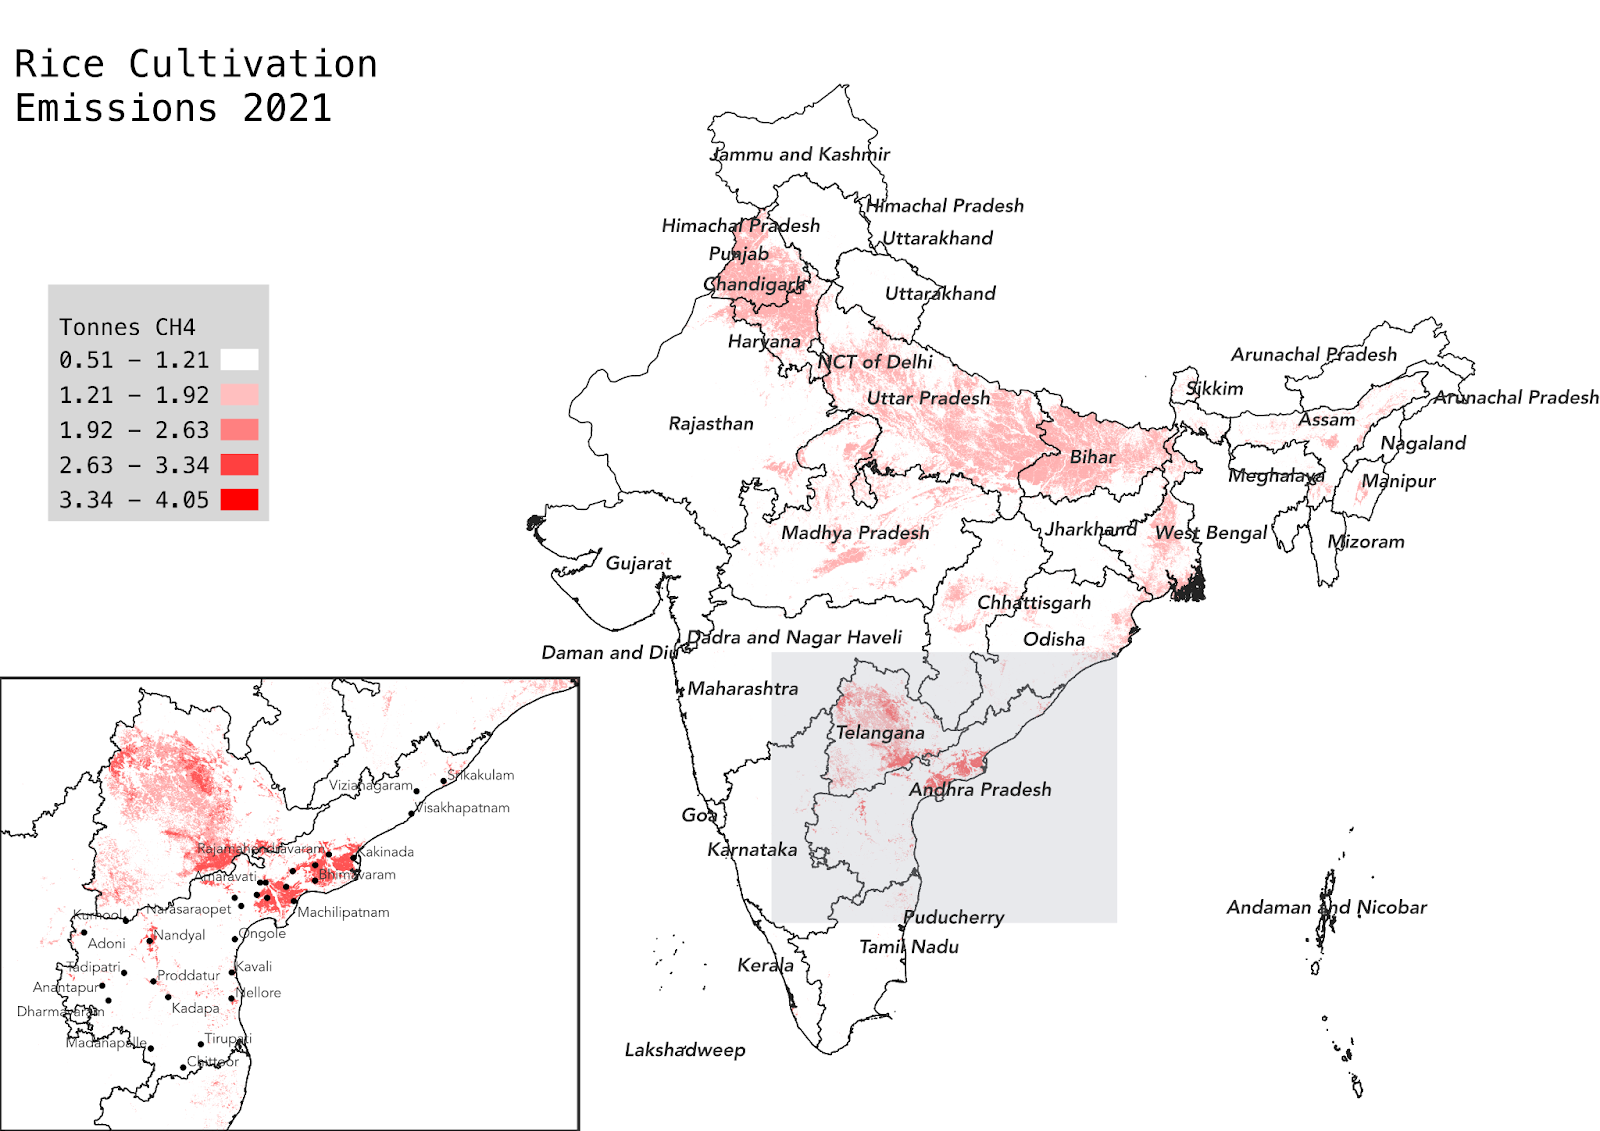 Rice Cultivation
Emissions 2021
Tonnes CH4
0.51 – 1.21
1.21 – 1.92
1.92 – 2.63
2.63 – 3.34
3.34 – 4.05
Jammu and Kashmir
Himachal Pradesh
Himachal Pradesh
Uttarakhand
Punjab
Chandigarh
Uttarakhand
Haryana
NCT of Delhi
Arunachal Pradesh
Sikkim
Uttar Pradesh
Arunachal Pradesh
Rajasthan
Assam
Nagaland
Bihar
Meghalaya
Manipur
Madhya Pradesh
Jharkhand
West Bengal
Mizoram
Gujarat
Chhattisgarh
Dadra and Nagar Haveli
Odisha
Daman and Diu
Maharashtra
Telangana
Andhra Pradesh
Goa
Karnataka
Andaman and Nicobar
Puducherry
Tamil Nadu
Kerala
Lakshadweep
Srikakulam
Vizianagaram
Visakhapatnam
Rajamahendravaram
Kakinada
Amaravati
Bhimavaram
Narasaraopet
Machilipatnam
Kurnool
Nandyal
Ongole
Adoni
Tadipatri
Kavali
Proddatur
Anantapur
Nellore
Kadapa
Dharmavaram
Tirupati
Madanapalle
Chittoor